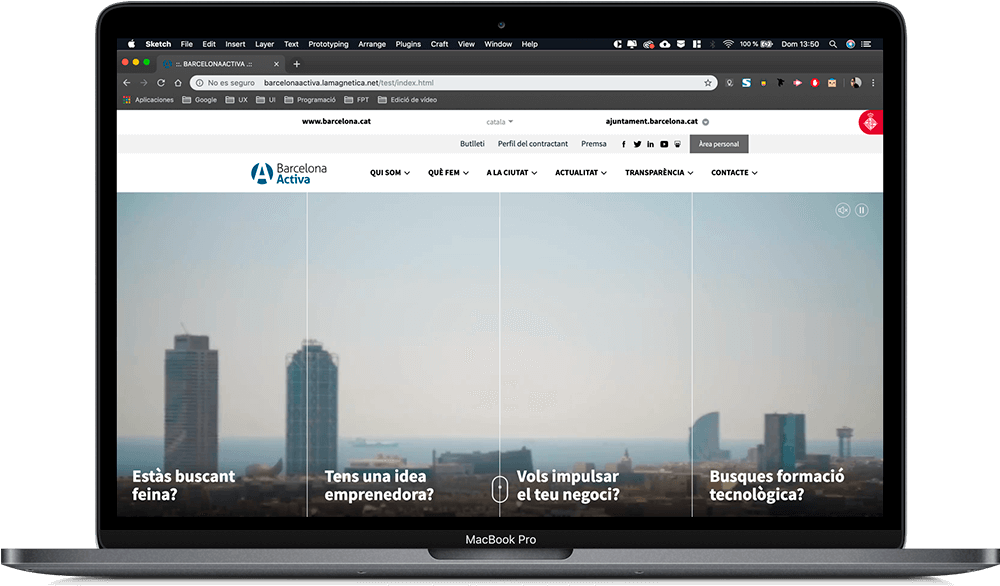 Sketch File Edit Insert Layer Text Prototyping Arrange Plugins Craft View Window Help 100 % Dom 13:50
::. BARCELONAACTIVA .::
No es seguro barcelonaactiva.lamagnetica.net/test/index.html
Aplicaciones Google UX UI Programació FPT Edición de vídeo
www.barcelona.cat català ajuntament.barcelona.cat
Butlletí Perfil del contractant Premsa Àrea personal
Barcelona
Activa
QUI SOM QUÈ FEM A LA CIUTAT ACTUALITAT TRANSPARÈNCIA CONTACTE
Estàs buscant
feina?
Tens una idea
emprenedora?
Vols impulsar
el teu negoci?
Busques formació
tecnològica?
MacBook Pro